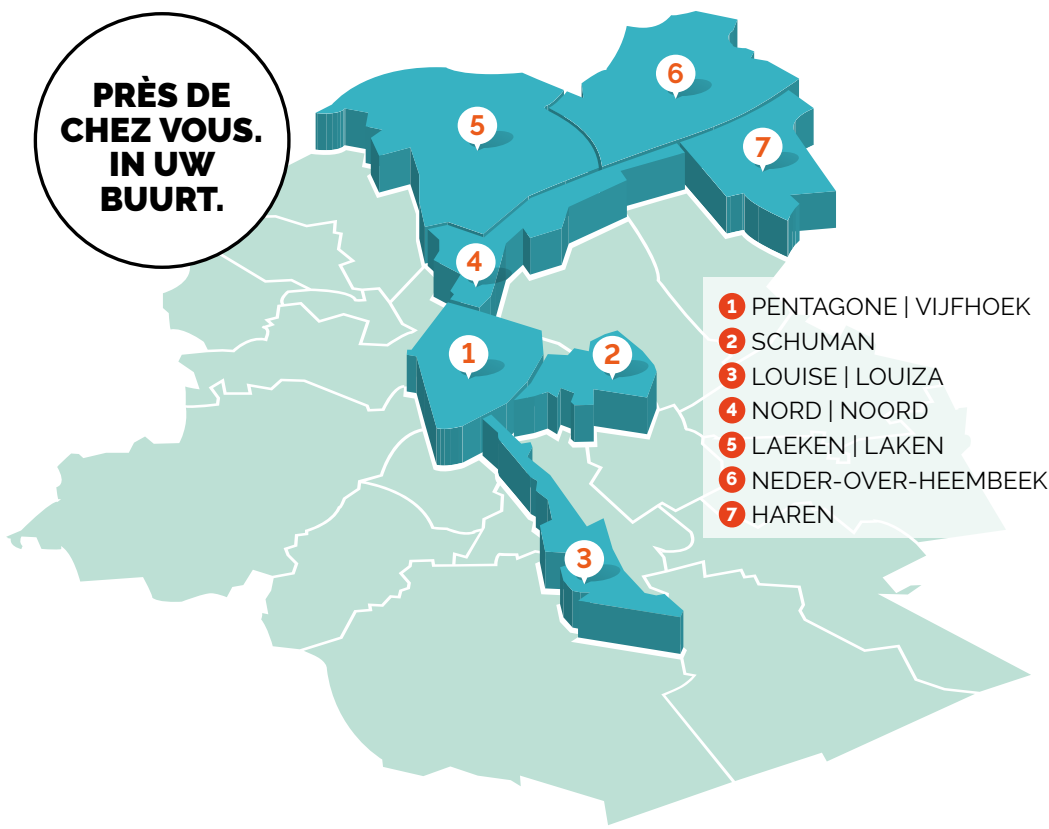 PRÈS DE
CHEZ VOUS.
IN UW
BUURT.
6
5
7
4
1
2
3
1 PENTAGONE | VIJFHOEK
2 SCHUMAN
3 LOUISE | LOUIZA
4 NORD | NOORD
5 LAEKEN | LAKEN
6 NEDER-OVER-HEEMBEEK
7 HAREN